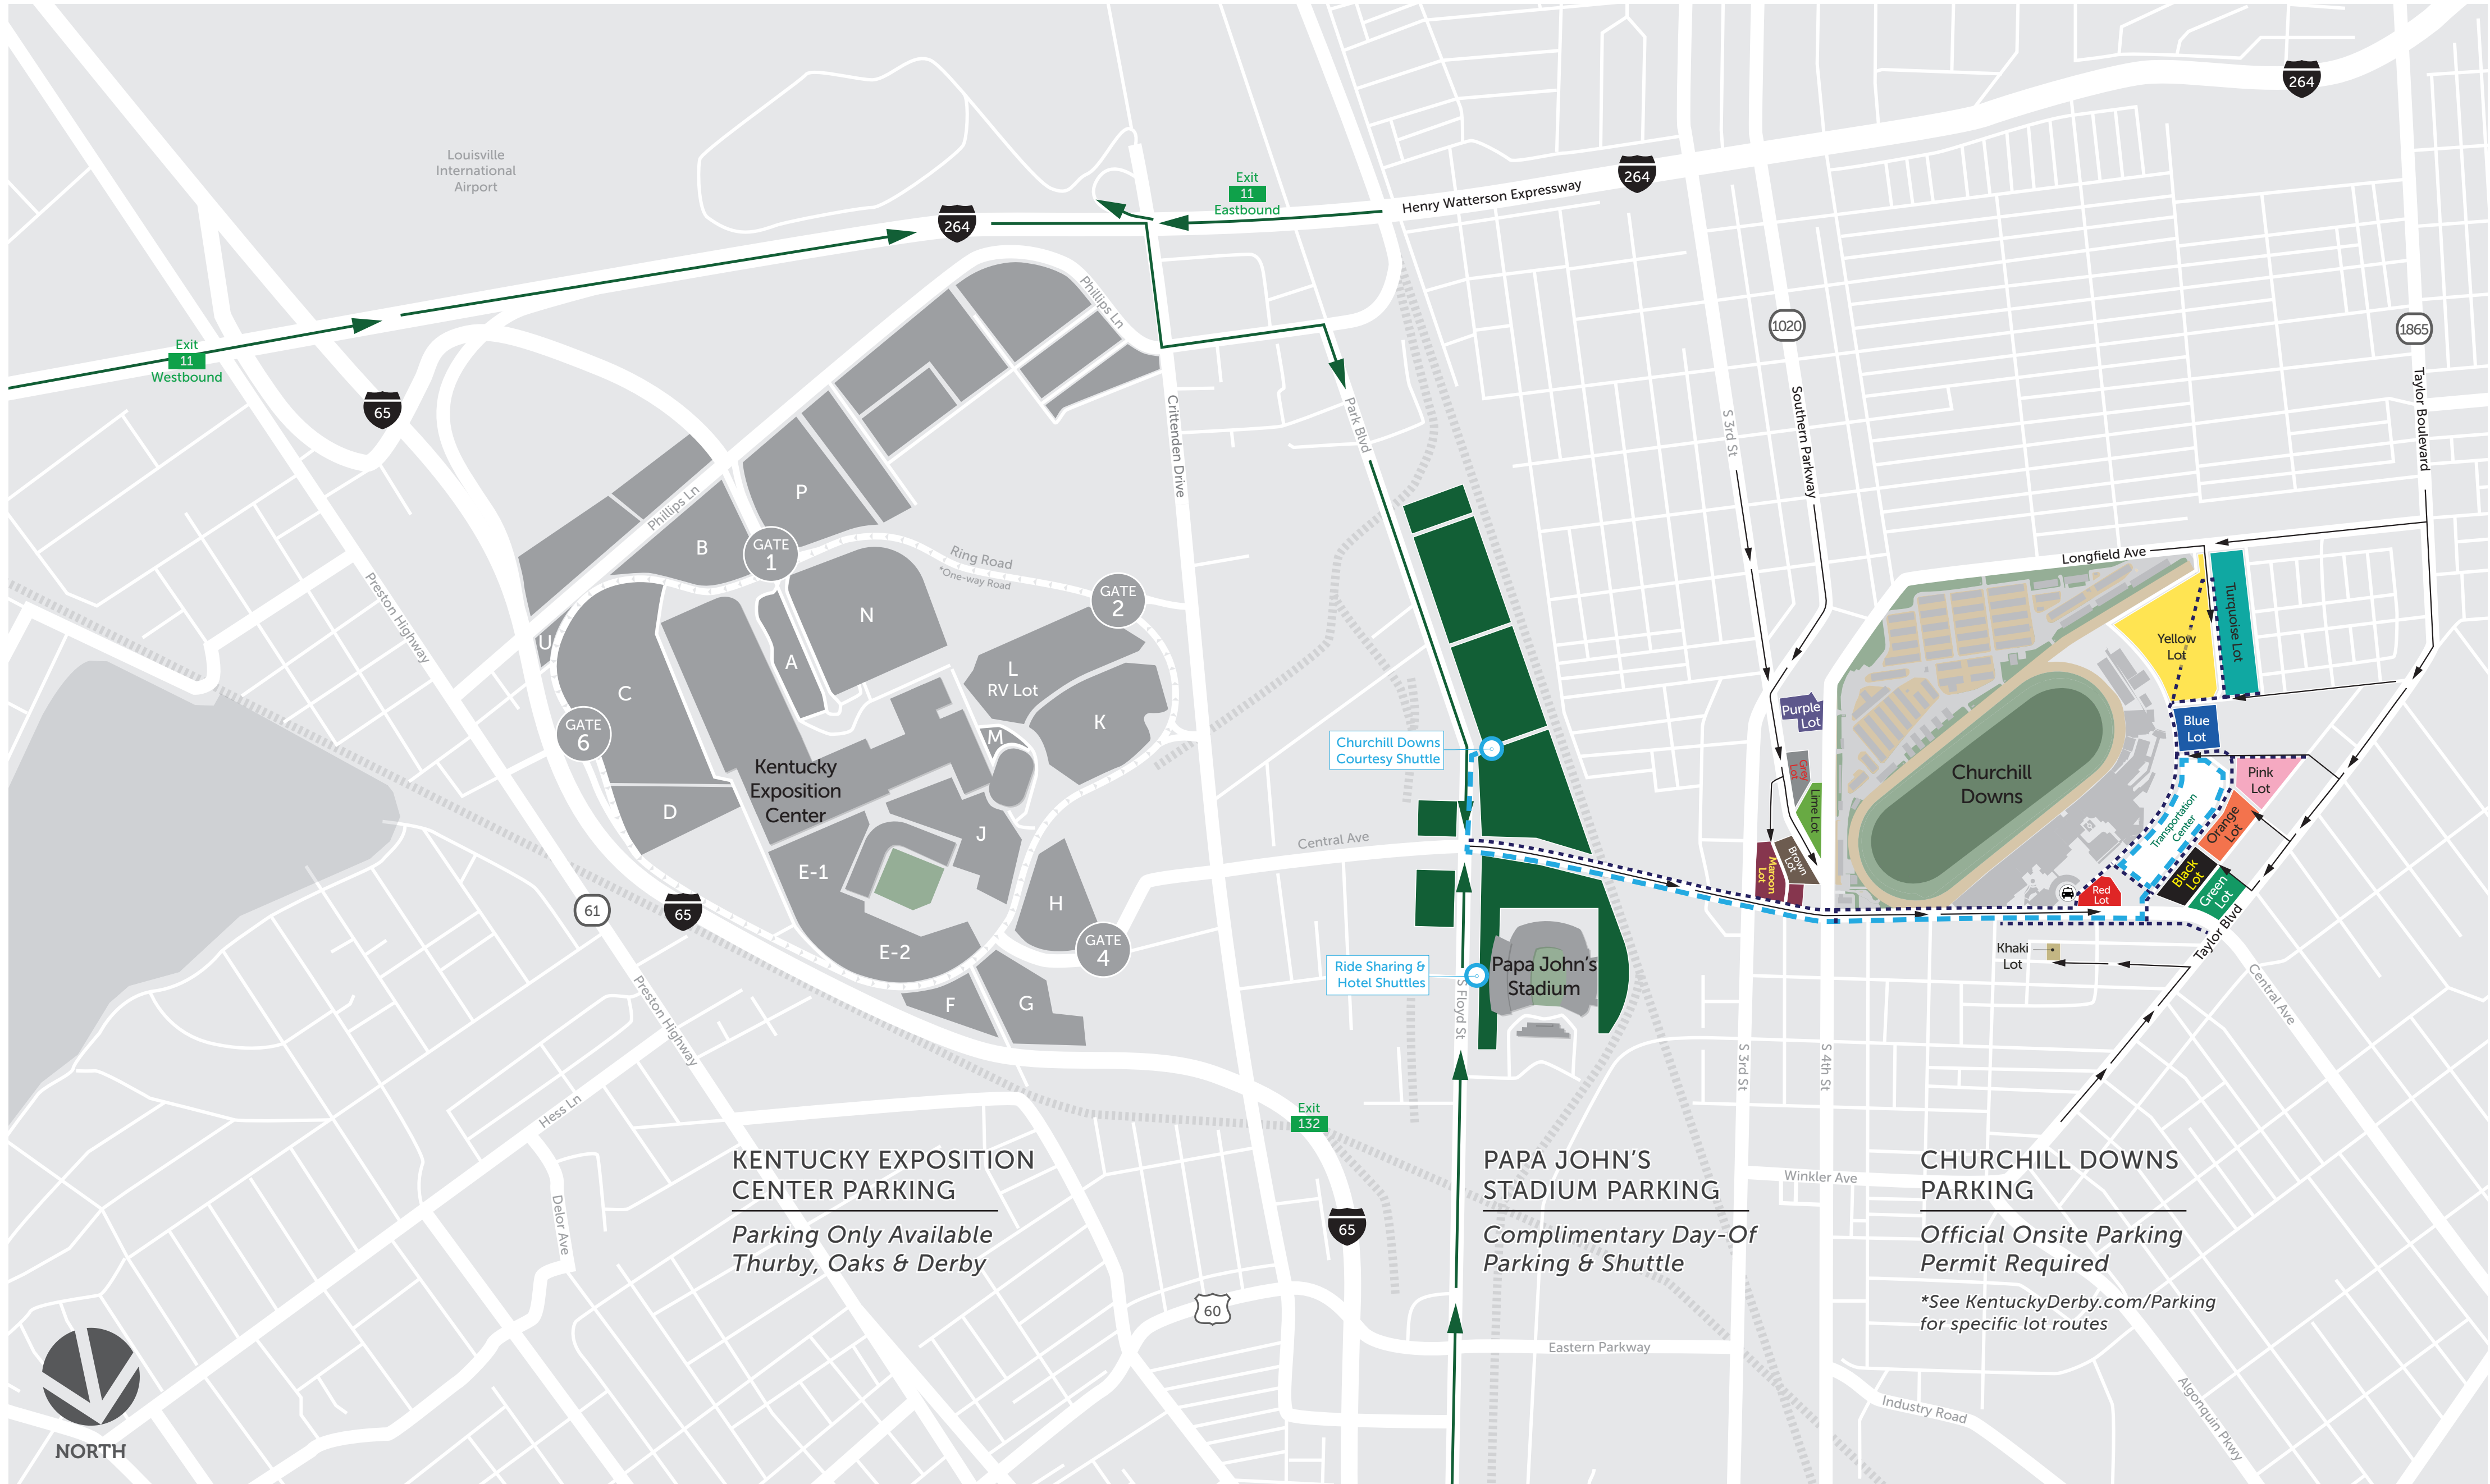 Louisville
International
Airport
264
Exit
11
Eastbound
Henry Watterson Expressway
264
264
Exit
11
Westbound
65
Phillips Ln
Crittenden Drive
Park Blvd
S 3rd St
1020
Southern Parkway
1865
Taylor Boulevard
Phillips Ln
P
B
GATE
1
Ring Road
*One-way Road
GATE
2
N
A
U
C
L
RV Lot
K
M
GATE
6
Preston Highway
Kentucky
Exposition
Center
D
J
E-1
E-2
H
GATE
4
F
G
61
65
Preston Highway
Hess Ln
Delor Ave
Central Ave
Churchill Downs
Courtesy Shuttle
Ride Sharing &
Hotel Shuttles
S Floyd St
Papa John's
Stadium
Longfield Ave
Yellow
Lot
Turquoise Lot
Purple
Lot
Grey
Lot
Lime Lot
Brown
Lot
Maroon
Lot
Churchill
Downs
Blue
Lot
Pink
Lot
Orange
Lot
Transportation
Center
Black
Lot
Green
Lot
Red
Lot
Khaki
Lot
Taylor Blvd
Central Ave
S 3rd St
S 4th St
Winkler Ave
Exit
132
65
60
Eastern Parkway
Industry Road
Algonquin Pkwy
KENTUCKY EXPOSITION
CENTER PARKING
Parking Only Available
Thurby, Oaks & Derby
PAPA JOHN'S
STADIUM PARKING
Complimentary Day-Of
Parking & Shuttle
CHURCHILL DOWNS
PARKING
Official Onsite Parking
Permit Required
*See KentuckyDerby.com/Parking
for specific lot routes
NORTH